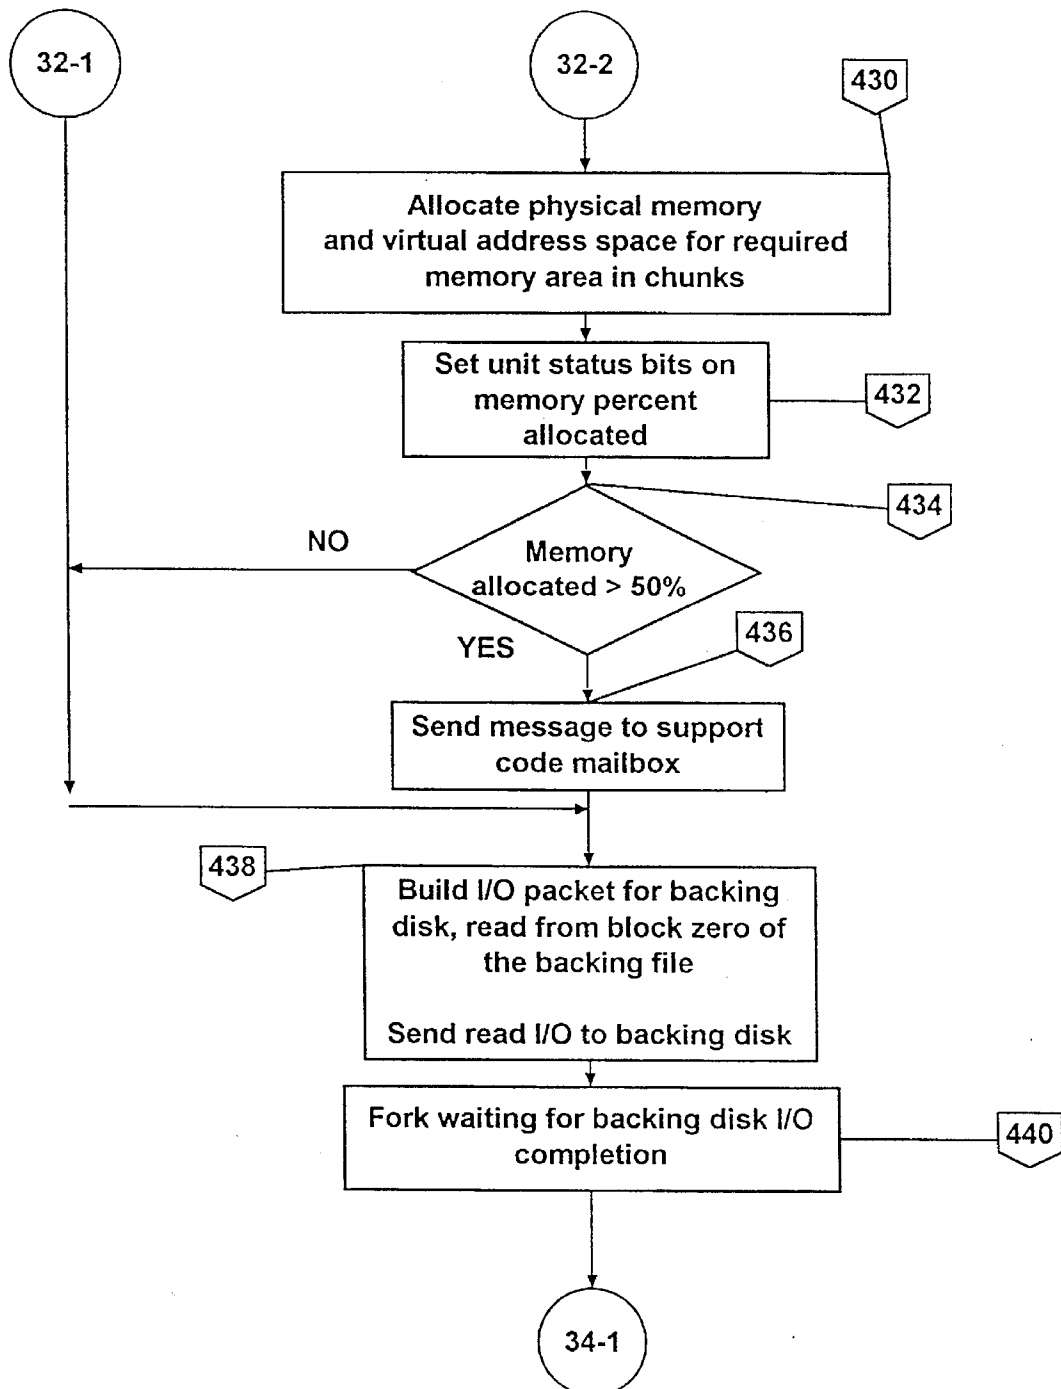 32-1
32-2
430
Allocate physical memory
and virtual address space for required
memory area in chunks
Set unit status bits on
memory percent
allocated
432
434
NO
Memory
allocated > 50%
YES
436
Send message to support
code mailbox
438
Build I/O packet for backing
disk, read from block zero of
the backing file
Send read I/O to backing disk
Fork waiting for backing disk I/O
completion
440
34-1